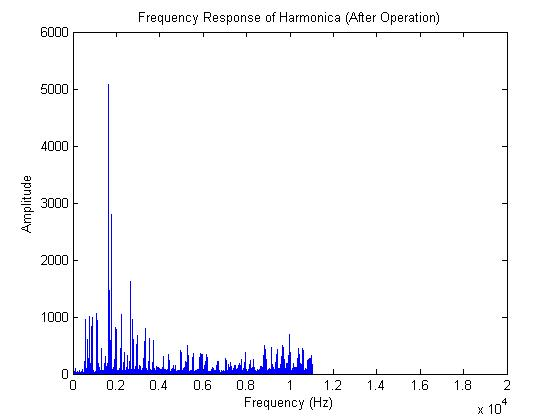 Frequency Response of Harmonica (After Operation)
6000
5000
4000
3000
2000
1000
0
Amplitude
0 0.2 0.4 0.6 0.8 1 1.2 1.4 1.6 1.8 2
Frequency (Hz)
x 10^4